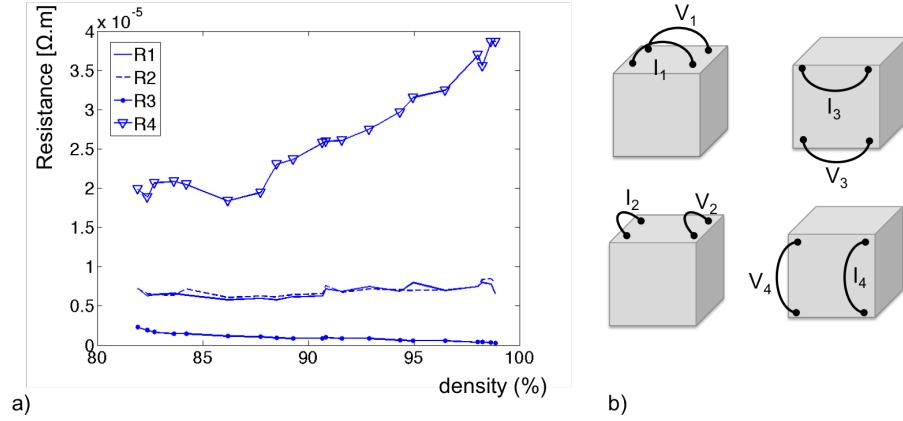 × 10⁻⁵
4
3.5
3
2.5
2
1.5
1
0.5
0
Resistance [Ω.m]
R1
R2
R3
R4
80 85 90 95 100
density (%)
a)
V₁
I₁
I₃
V₃
I₂ V₂
V₄ I₄
b)